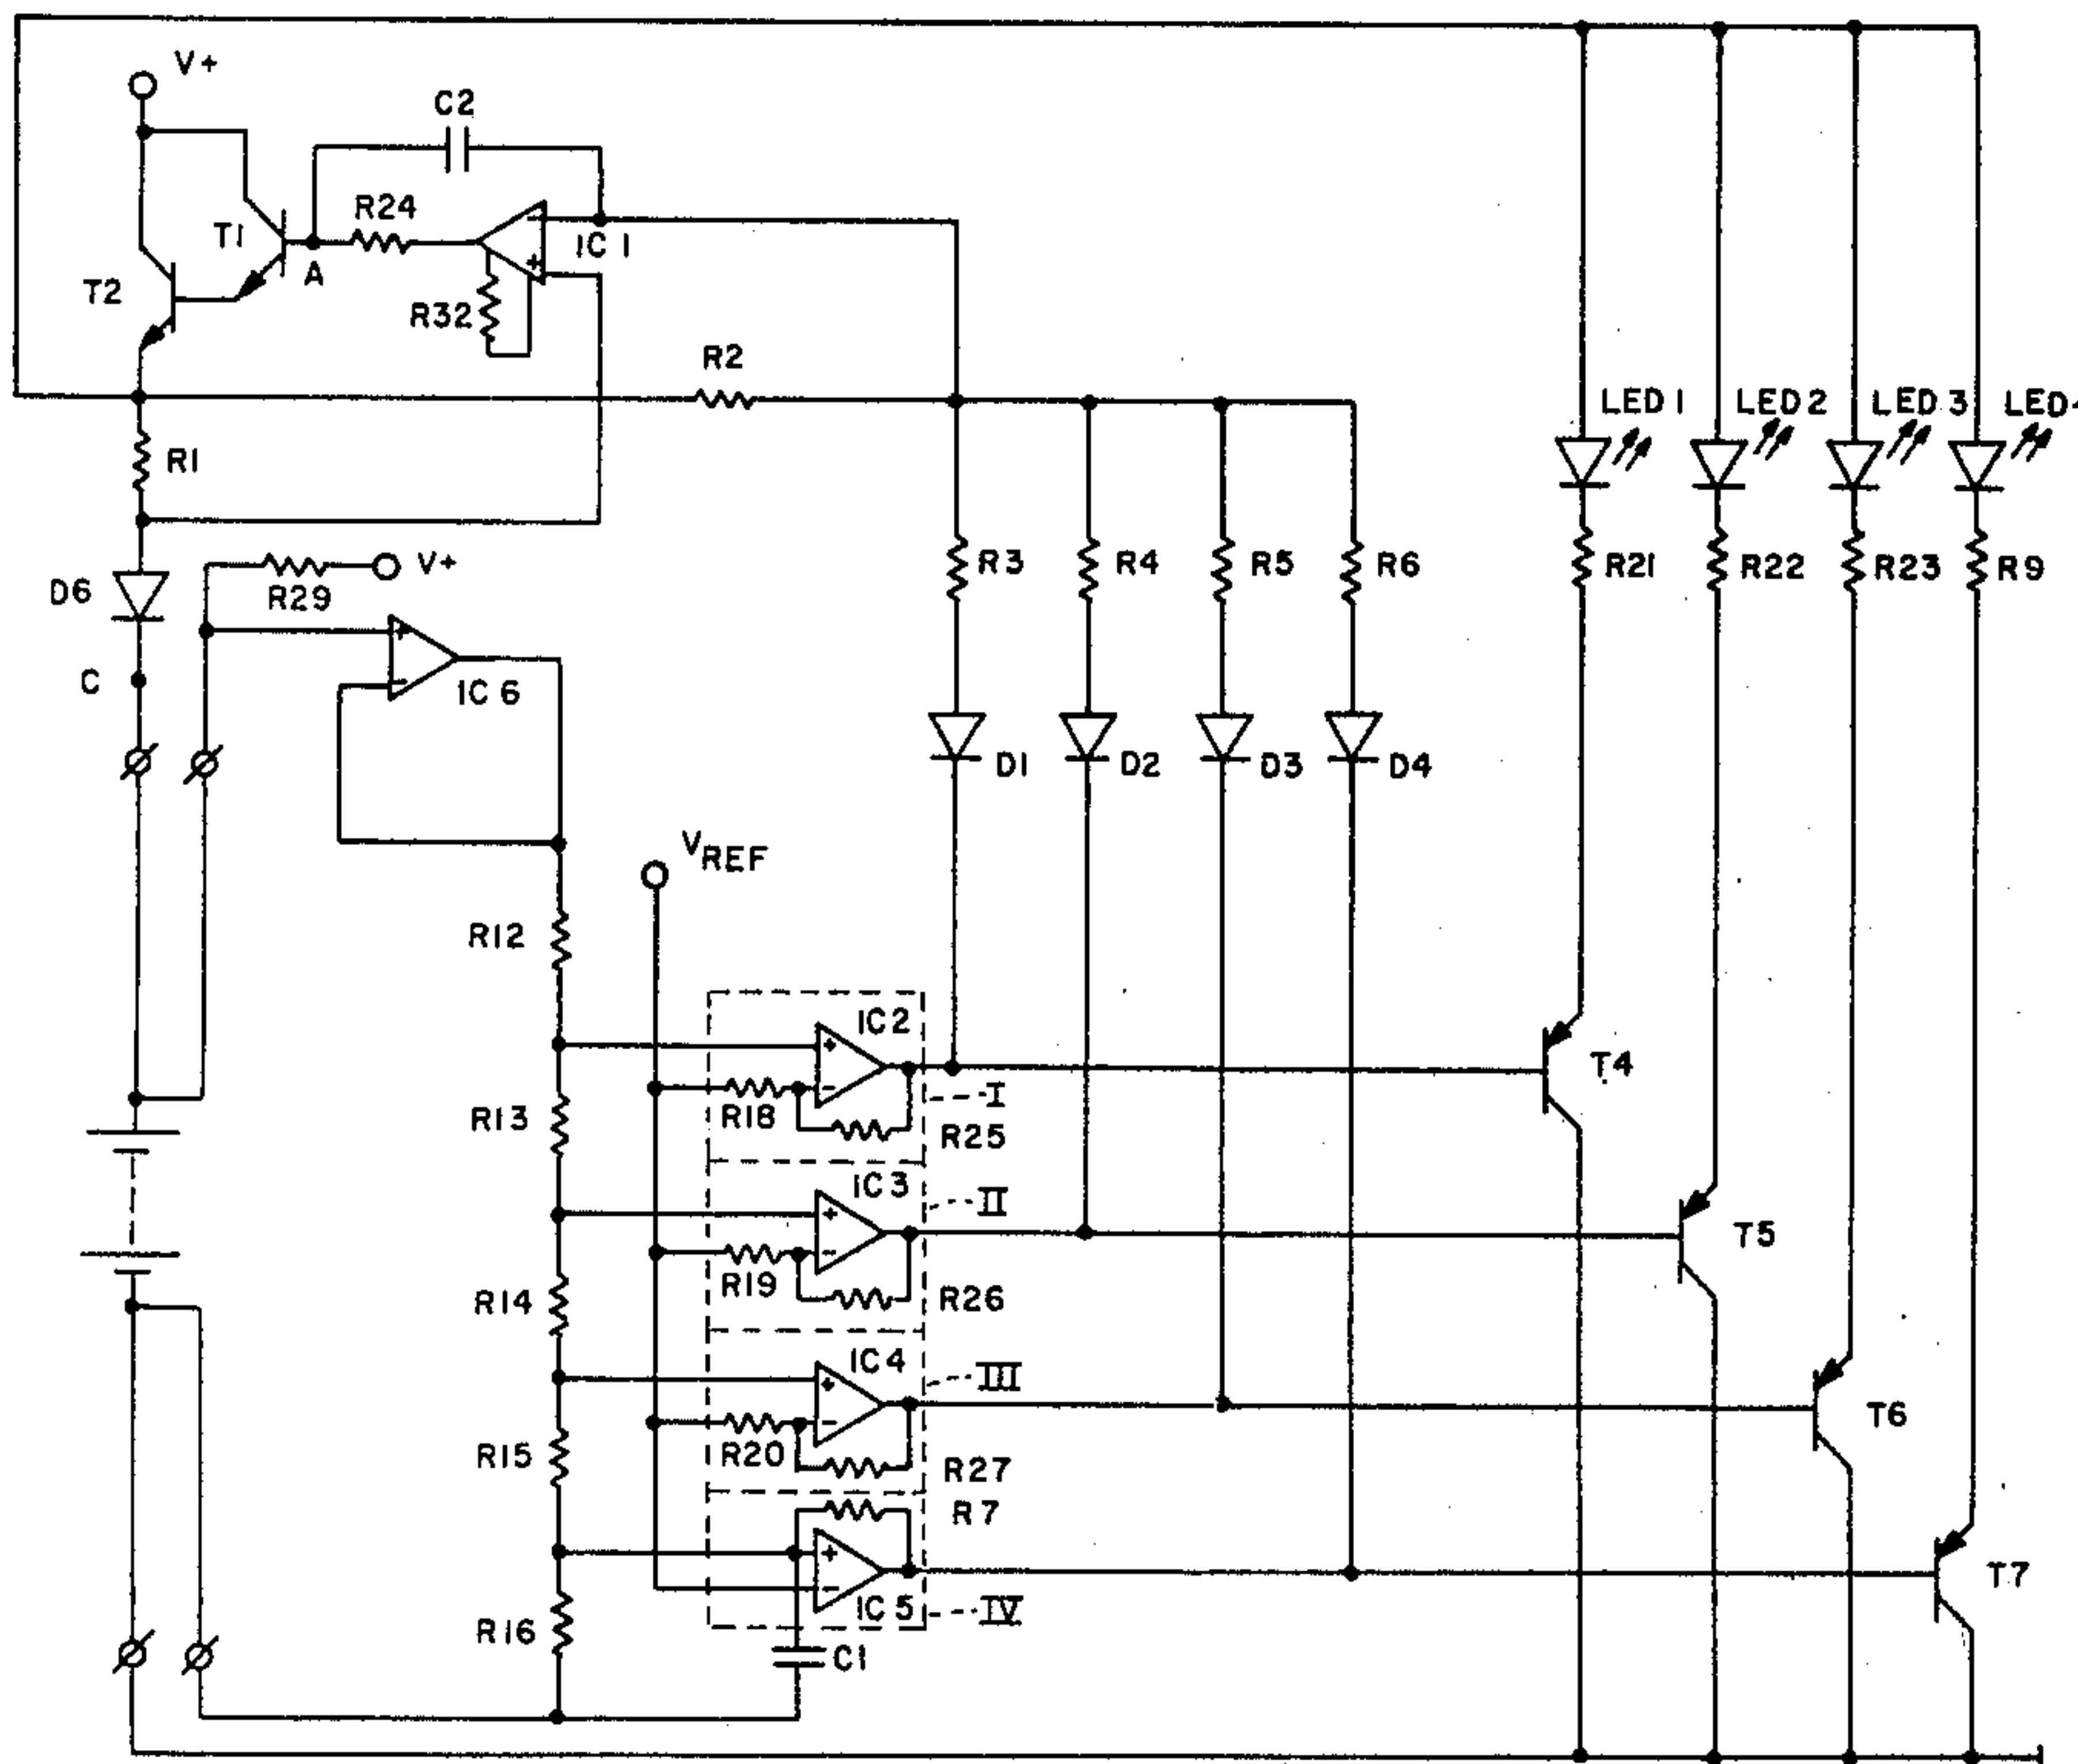 V+
C2
R24
T1
A
IC1
T2
R32
R2
R1
LED1
LED2
LED3
D6
R29
V+
R3
R4
R5
R6
R21
R22
R23
R9
C
IC6
D1
D2
D3
D4
VREF
R12
IC2
T4
R18
I
R13
R25
IC3
II
T5
R19
R26
R14
IC4
III
T6
R20
R15
R27
R7
T7
IC5
IV
R16
C1